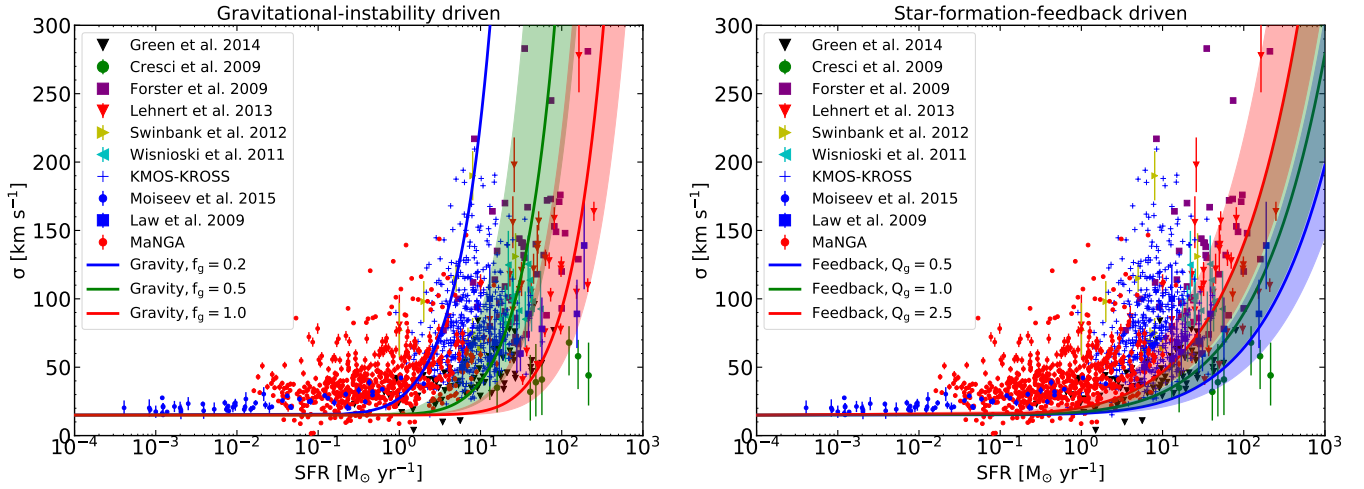 Gravitational-instability driven
300
250
200
150
100
50
0
σ [km s⁻¹]
Green et al. 2014
Cresci et al. 2009
Forster et al. 2009
Lehnert et al. 2013
Swinbank et al. 2012
Wisnioski et al. 2011
KMOS-KROSS
Moiseev et al. 2015
Law et al. 2009
MaNGA
Gravity, f_g = 0.2
Gravity, f_g = 0.5
Gravity, f_g = 1.0
10⁻⁴ 10⁻³ 10⁻² 10⁻¹ 10⁰ 10¹ 10² 10³
SFR [M⊙ yr⁻¹]
Star-formation-feedback driven
300
250
200
150
100
50
0
σ [km s⁻¹]
Green et al. 2014
Cresci et al. 2009
Forster et al. 2009
Lehnert et al. 2013
Swinbank et al. 2012
Wisnioski et al. 2011
KMOS-KROSS
Moiseev et al. 2015
Law et al. 2009
MaNGA
Feedback, Q_g = 0.5
Feedback, Q_g = 1.0
Feedback, Q_g = 2.5
10⁻⁴ 10⁻³ 10⁻² 10⁻¹ 10⁰ 10¹ 10² 10³
SFR [M⊙ yr⁻¹]